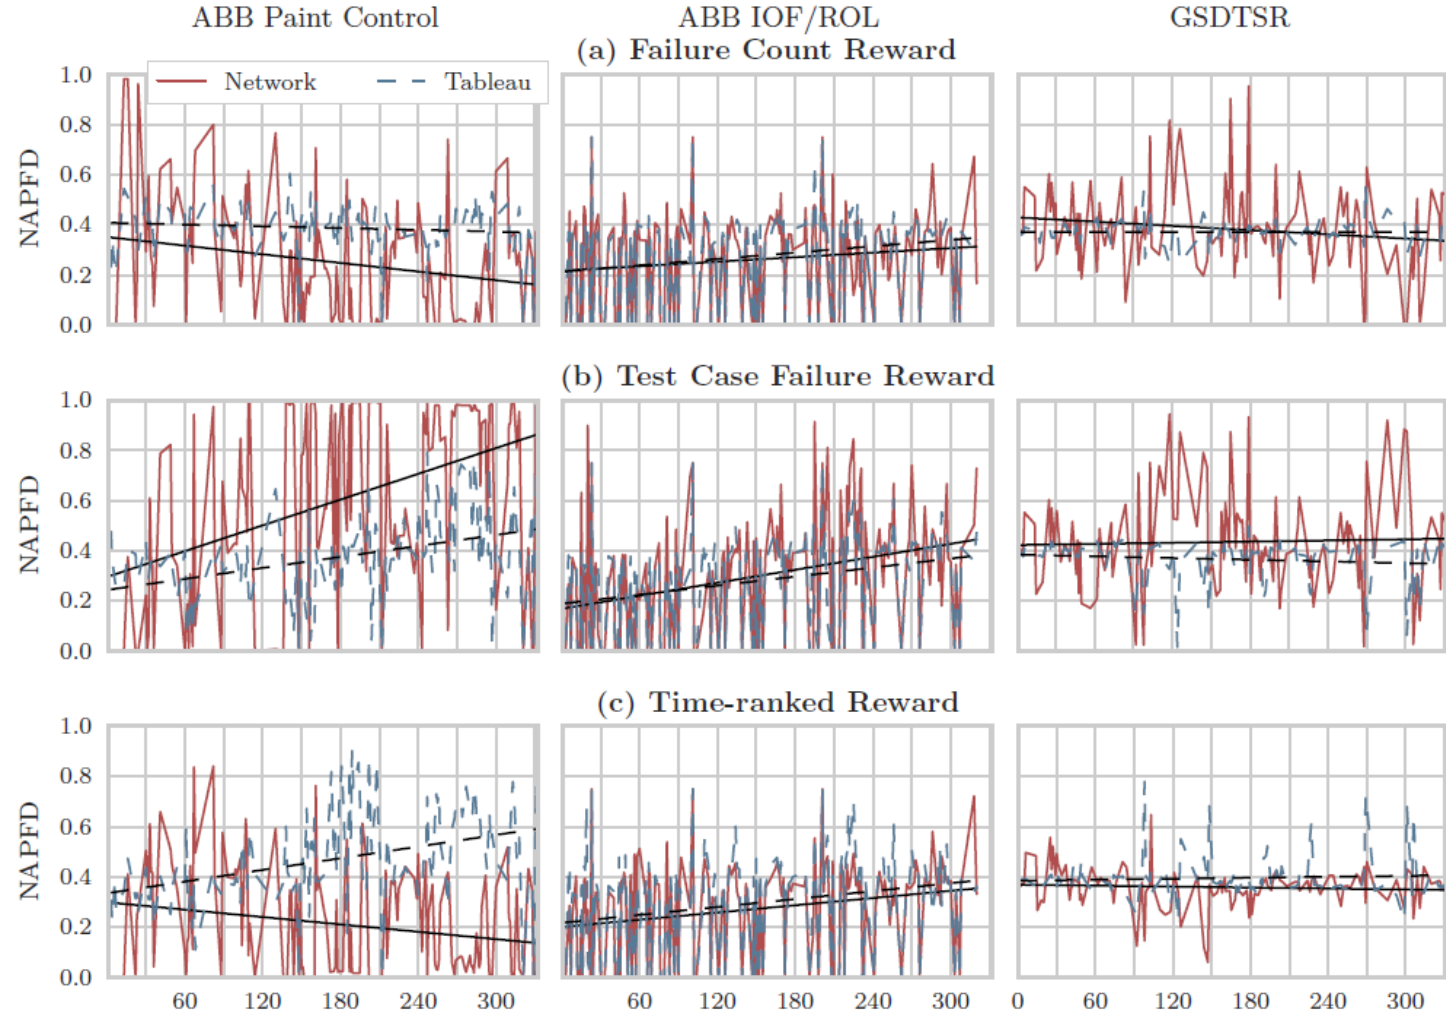 ABB Paint Control ABB IOF/ROL GSDTSR
(a) Failure Count Reward
Network Tableau
NAPFD
1.0
0.8
0.6
0.4
0.2
0.0
(b) Test Case Failure Reward
NAPFD
1.0
0.8
0.6
0.4
0.2
0.0
(c) Time-ranked Reward
NAPFD
1.0
0.8
0.6
0.4
0.2
0.0
60 120 180 240 300 60 120 180 240 300 0 60 120 180 240 300